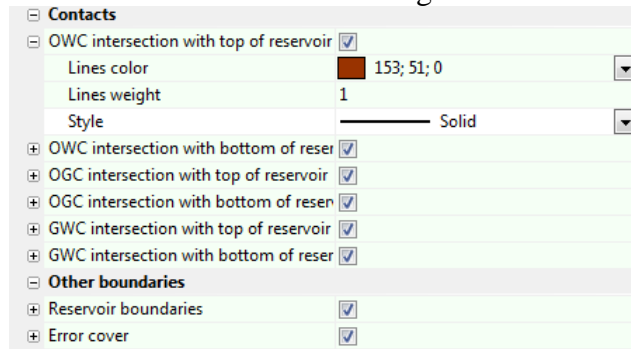 Contacts
OWC intersection with top of reservoir
Lines color 153; 51; 0
Lines weight 1
Style Solid
OWC intersection with bottom of reser
OGC intersection with top of reservoir
OGC intersection with bottom of reser
GWC intersection with top of reservoir
GWC intersection with bottom of reser
Other boundaries
Reservoir boundaries
Error cover